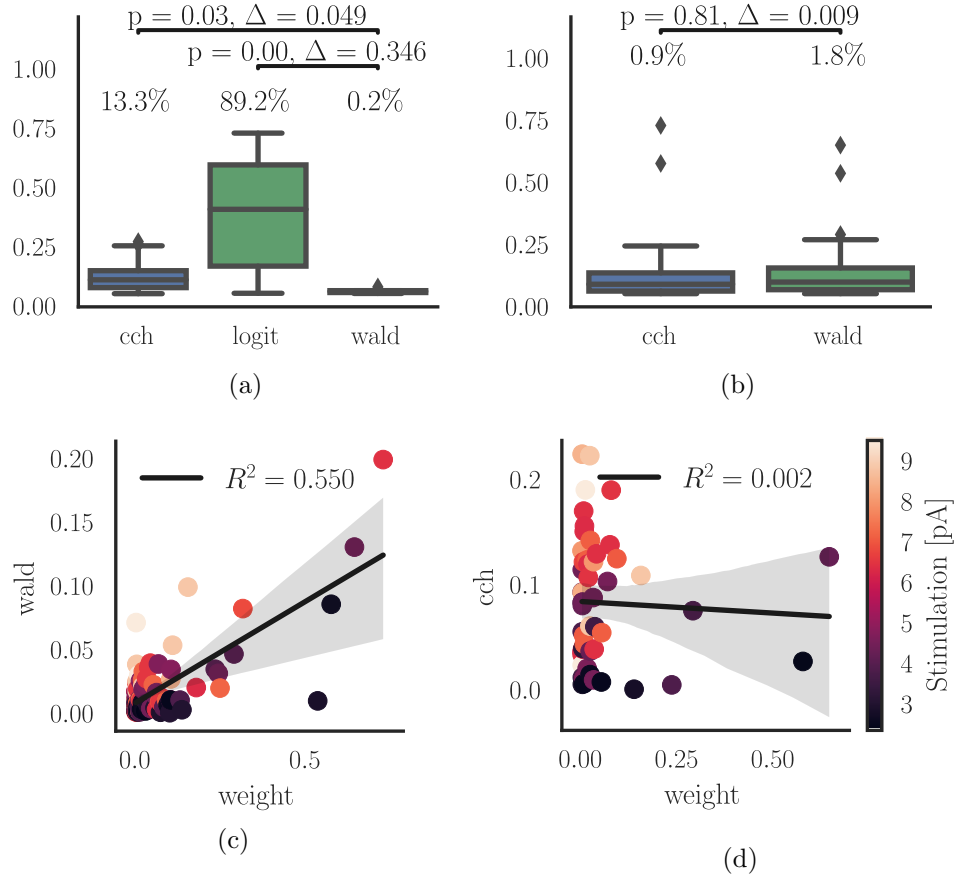 p = 0.03, Δ = 0.049
p = 0.00, Δ = 0.346
13.3% 89.2% 0.2%
1.00
0.75
0.50
0.25
0.00
cch logit wald
(a)
p = 0.81, Δ = 0.009
0.9% 1.8%
1.00
0.75
0.50
0.25
0.00
cch wald
(b)
R² = 0.550
0.20
0.15
0.10
0.05
0.00
wald
0.0 0.5
weight
(c)
R² = 0.002
0.2
0.1
0.0
cch
0.00 0.25 0.50
weight
(d)
9
8
7
6
5
4
3
Stimulation [pA]